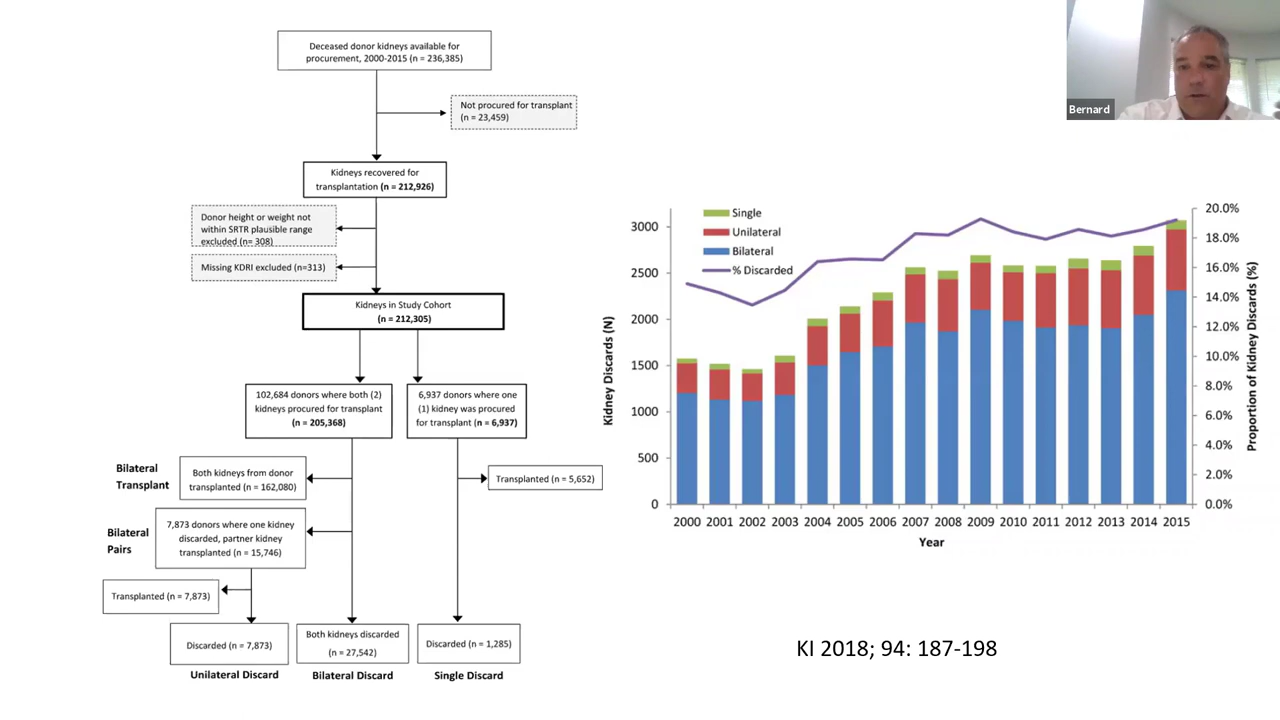 Deceased donor kidneys available for
procurement, 2000-2015 (n = 236,385)
Not procured for transplant
(n = 23,459)
Kidneys recovered for
transplantation (n = 212,926)
Donor height or weight not
within SRTR plausible range
excluded (n= 308)
Missing KDRI excluded (n=313)
Kidneys in Study Cohort
(n = 212,305)
102,684 donors where both (2)
kidneys procured for transplant
(n = 205,368)
6,937 donors where one
(1) kidney was procured
for transplant (n = 6,937)
Bilateral
Transplant
Both kidneys from donor
transplanted (n = 162,080)
Transplanted (n = 5,652)
Bilateral
Pairs
7,873 donors where one kidney
discarded, partner kidney
transplanted (n = 15,746)
Transplanted (n = 7,873)
Discarded (n = 7,873)
Both kidneys discarded
(n = 27,542)
Discarded (n = 1,285)
Unilateral Discard
Bilateral Discard
Single Discard
Bernard
Single
Unilateral
Bilateral
% Discarded
Kidney Discards (N)
3000
2500
2000
1500
1000
500
0
20.0%
18.0%
16.0%
14.0%
12.0%
10.0%
8.0%
6.0%
4.0%
2.0%
0.0%
Proportion of Kidney Discards (%)
2000 2001 2002 2003 2004 2005 2006 2007 2008 2009 2010 2011 2012 2013 2014 2015
Year
KI 2018; 94: 187-198